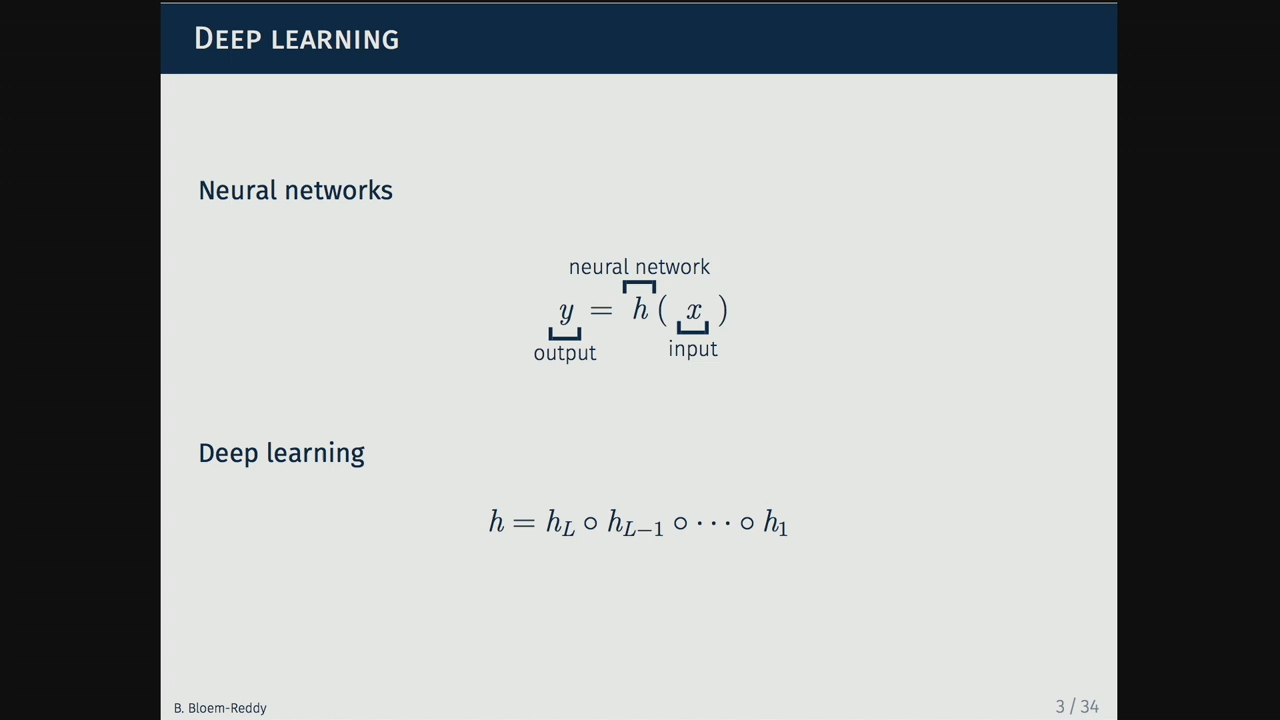 DEEP LEARNING
Neural networks
neural network
y = h ( x )
output input
Deep learning
h = h_L ∘ h_{L−1} ∘ ⋯ ∘ h_1
B. Bloem-Reddy
3 / 34